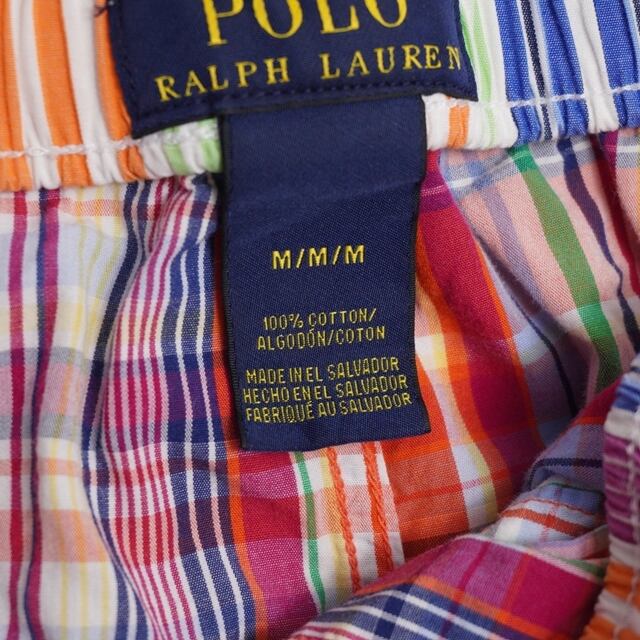 POLO
RALPH LAUREN
M/M/M
100% COTTON/
ALGODÓN/COTON
MADE IN EL SALVADOR
HECHO EN EL SALVADOR
FABRIQUÉ AU SALVADOR